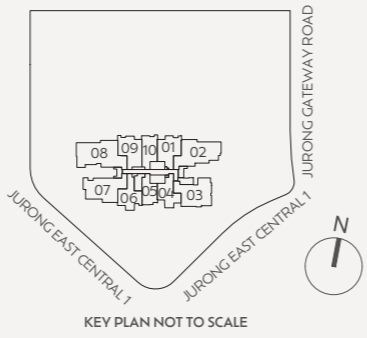 JURONG GATEWAY ROAD
08 09 10 01 02
07 06 05 04 03
JURONG EAST CENTRAL 1
JURONG EAST CENTRAL 1
N
KEY PLAN NOT TO SCALE